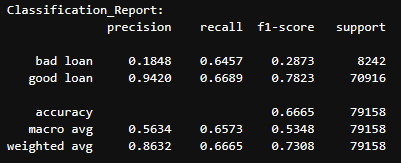 Classification_Report:
precision recall f1-score support
bad loan 0.1848 0.6457 0.2873 8242
good loan 0.9420 0.6689 0.7823 70916
accuracy 0.6665 79158
macro avg 0.5634 0.6573 0.5348 79158
weighted avg 0.8632 0.6665 0.7308 79158